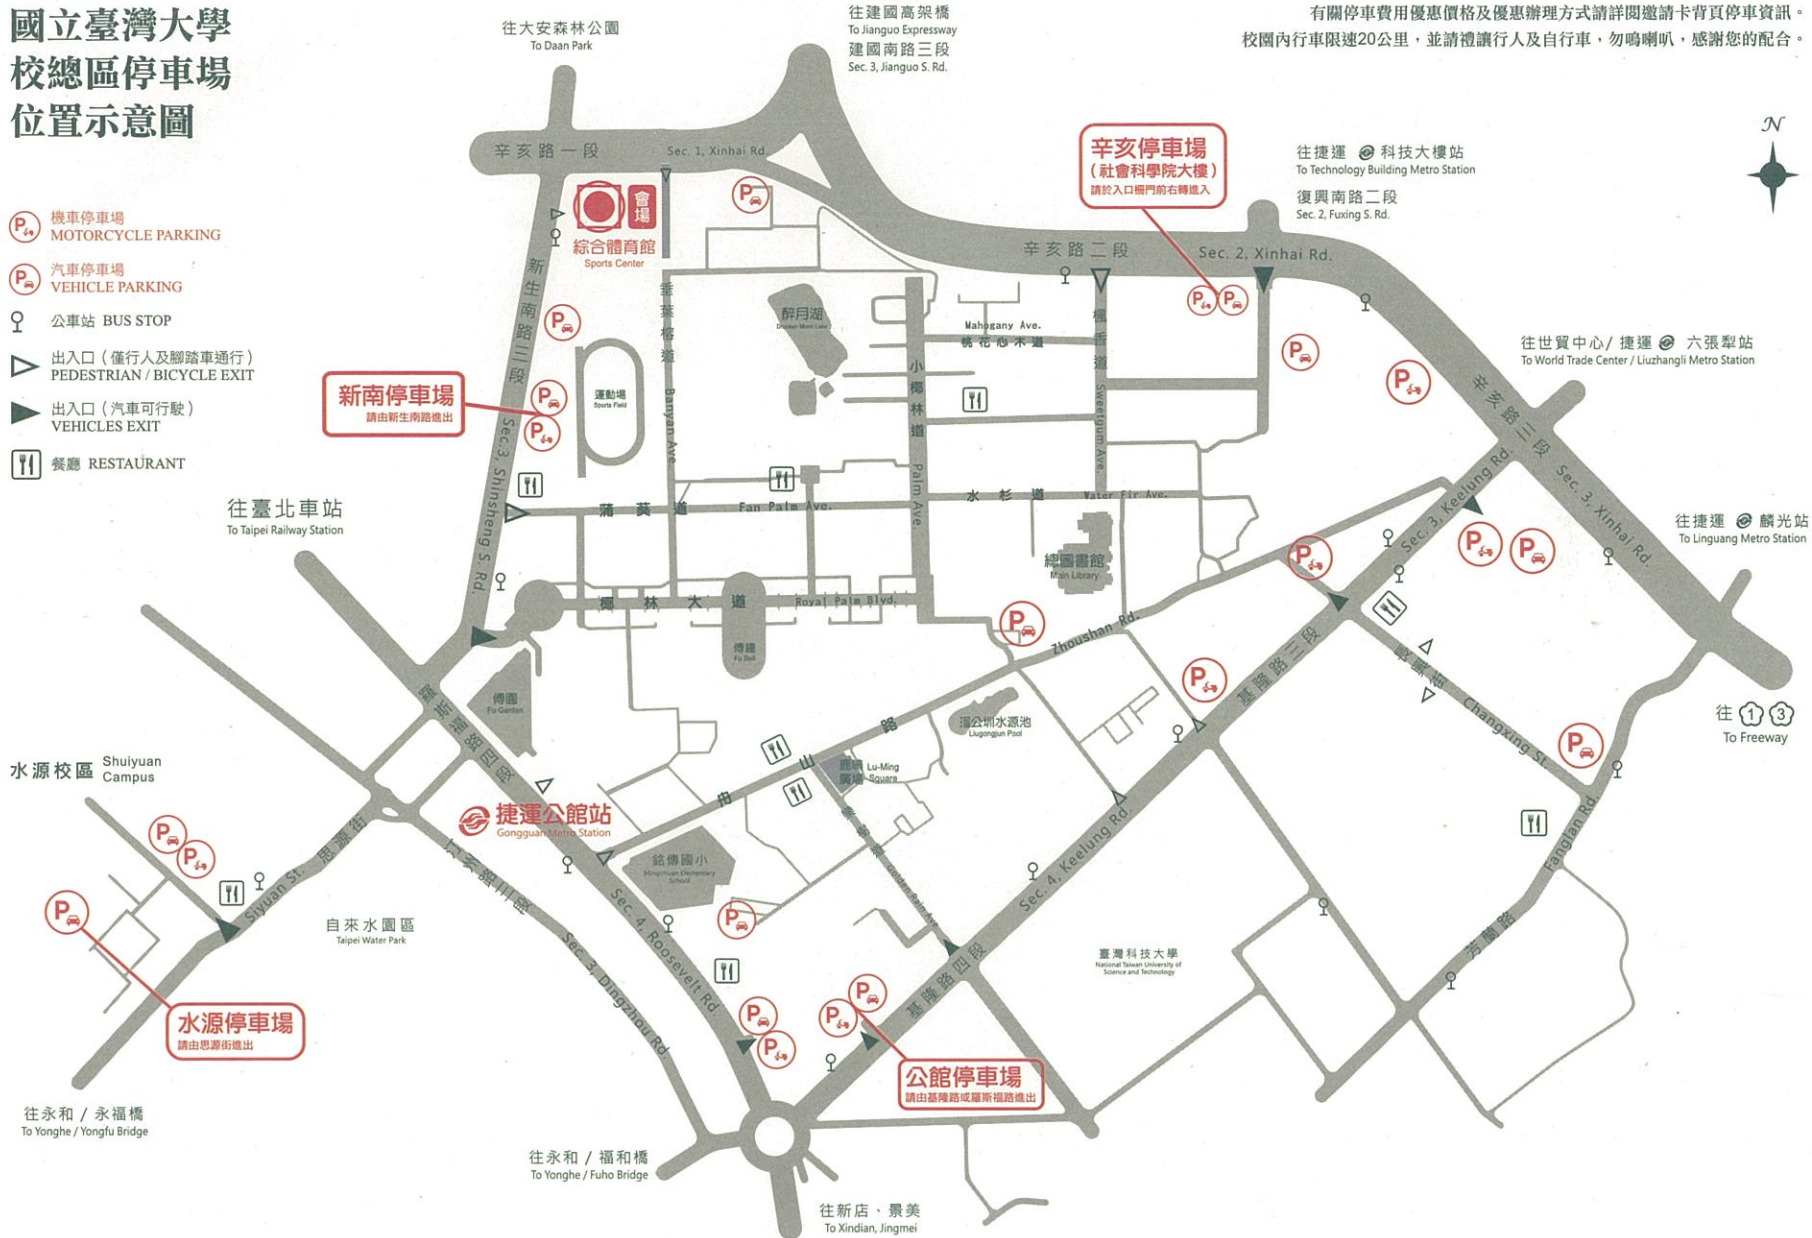 國立臺灣大學
校總區停車場
位置示意圖
有關停車費用優惠價格及優惠辦理方式請詳閱邀請卡背頁停車資訊。
校園內行車限速20公里，並請禮讓行人及自行車，勿鳴喇叭，感謝您的配合。
N
機車停車場
MOTORCYCLE PARKING
汽車停車場
VEHICLE PARKING
公車站 BUS STOP
出入口（僅行人及腳踏車通行）
PEDESTRIAN / BICYCLE EXIT
出入口（汽車可行駛）
VEHICLES EXIT
餐廳 RESTAURANT
往大安森林公園
To Daan Park
往建國高架橋
To Jianguo Expressway
建國南路三段
Sec. 3, Jianguo S. Rd.
辛亥路一段
Sec. 1, Xinhai Rd.
會場
綜合體育館
Sports Center
辛亥停車場
（社會科學院大樓）
請於入口柵門前右轉進入
往捷運 科技大樓站
To Technology Building Metro Station
復興南路二段
Sec. 2, Fuxing S. Rd.
辛亥路二段
Sec. 2, Xinhai Rd.
往世貿中心/ 捷運 六張犁站
To World Trade Center / Liuzhangli Metro Station
辛亥路三段
Sec. 3, Xinhai Rd.
往捷運 麟光站
To Linguang Metro Station
往 1 3
To Freeway
新生南路三段
Sec.3, Shinsheng S. Rd.
新南停車場
請由新生南路進出
運動場
Sports Field
垂葉榕道
Banyan Ave.
醉月湖
小椰林道
Palm Ave.
Mahogany Ave.
桃花心木道
楓香道
Sweetgum Ave.
水杉道
Water Fir Ave.
蒲葵道
Fan Palm Ave.
總圖書館
Main Library
椰林大道
Royal Palm Blvd.
傅鐘
Fu Bell
傅園
Fu Garden
往臺北車站
To Taipei Railway Station
羅斯福路四段
Sec. 4, Roosevelt Rd.
捷運公館站
Gongguan Metro Station
舟山路
Zhoushan Rd.
瑠公圳水源池
Liugongjun Pool
鹿鳴廣場
Lu-Ming
Square
Golden Rain Ave.
銘傳國小
Mingchuan Elementary
School
基隆路三段
Sec. 3, Keelung Rd.
基隆路四段
Sec. 4, Keelung Rd.
長興街
Changxing St.
芳蘭路
Fanglan Rd.
臺灣科技大學
National Taiwan University of
Science and Technology
水源校區
Shuiyuan
Campus
思源街
Siyuan St.
自來水園區
Taipei Water Park
汀州路三段
Sec. 3, Dingzhou Rd.
水源停車場
請由思源街進出
公館停車場
請由基隆路或羅斯福路進出
往永和 / 永福橋
To Yonghe / Yongfu Bridge
往永和 / 福和橋
To Yonghe / Fuho Bridge
往新店、景美
To Xindian, Jingmei